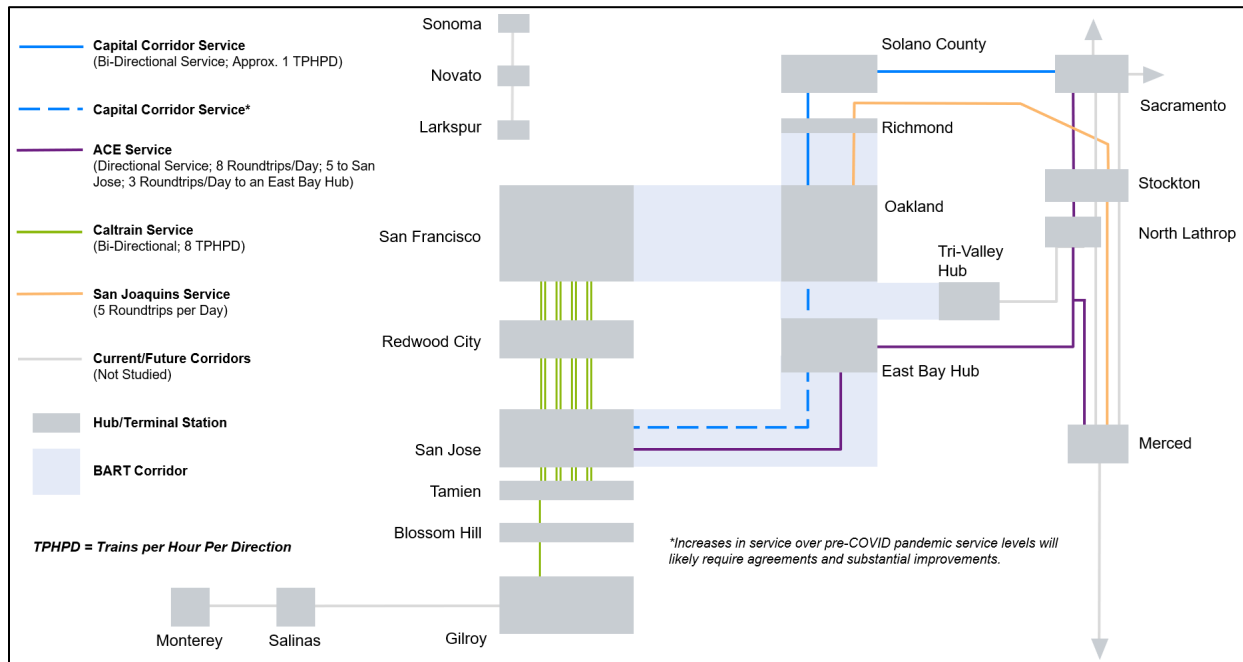 Capital Corridor Service
(Bi-Directional Service; Approx. 1 TPHPD)
Capital Corridor Service*
ACE Service
(Directional Service; 8 Roundtrips/Day; 5 to San
Jose; 3 Roundtrips/Day to an East Bay Hub)
Caltrain Service
(Bi-Directional; 8 TPHPD)
San Joaquins Service
(5 Roundtrips per Day)
Current/Future Corridors
(Not Studied)
Hub/Terminal Station
BART Corridor
TPHPD = Trains per Hour Per Direction
Sonoma
Novato
Larkspur
San Francisco
Redwood City
San Jose
Tamien
Blossom Hill
Gilroy
Monterey
Salinas
Solano County
Richmond
Oakland
Tri-Valley
Hub
East Bay Hub
Sacramento
Stockton
North Lathrop
Merced
*Increases in service over pre-COVID pandemic service levels will
likely require agreements and substantial improvements.